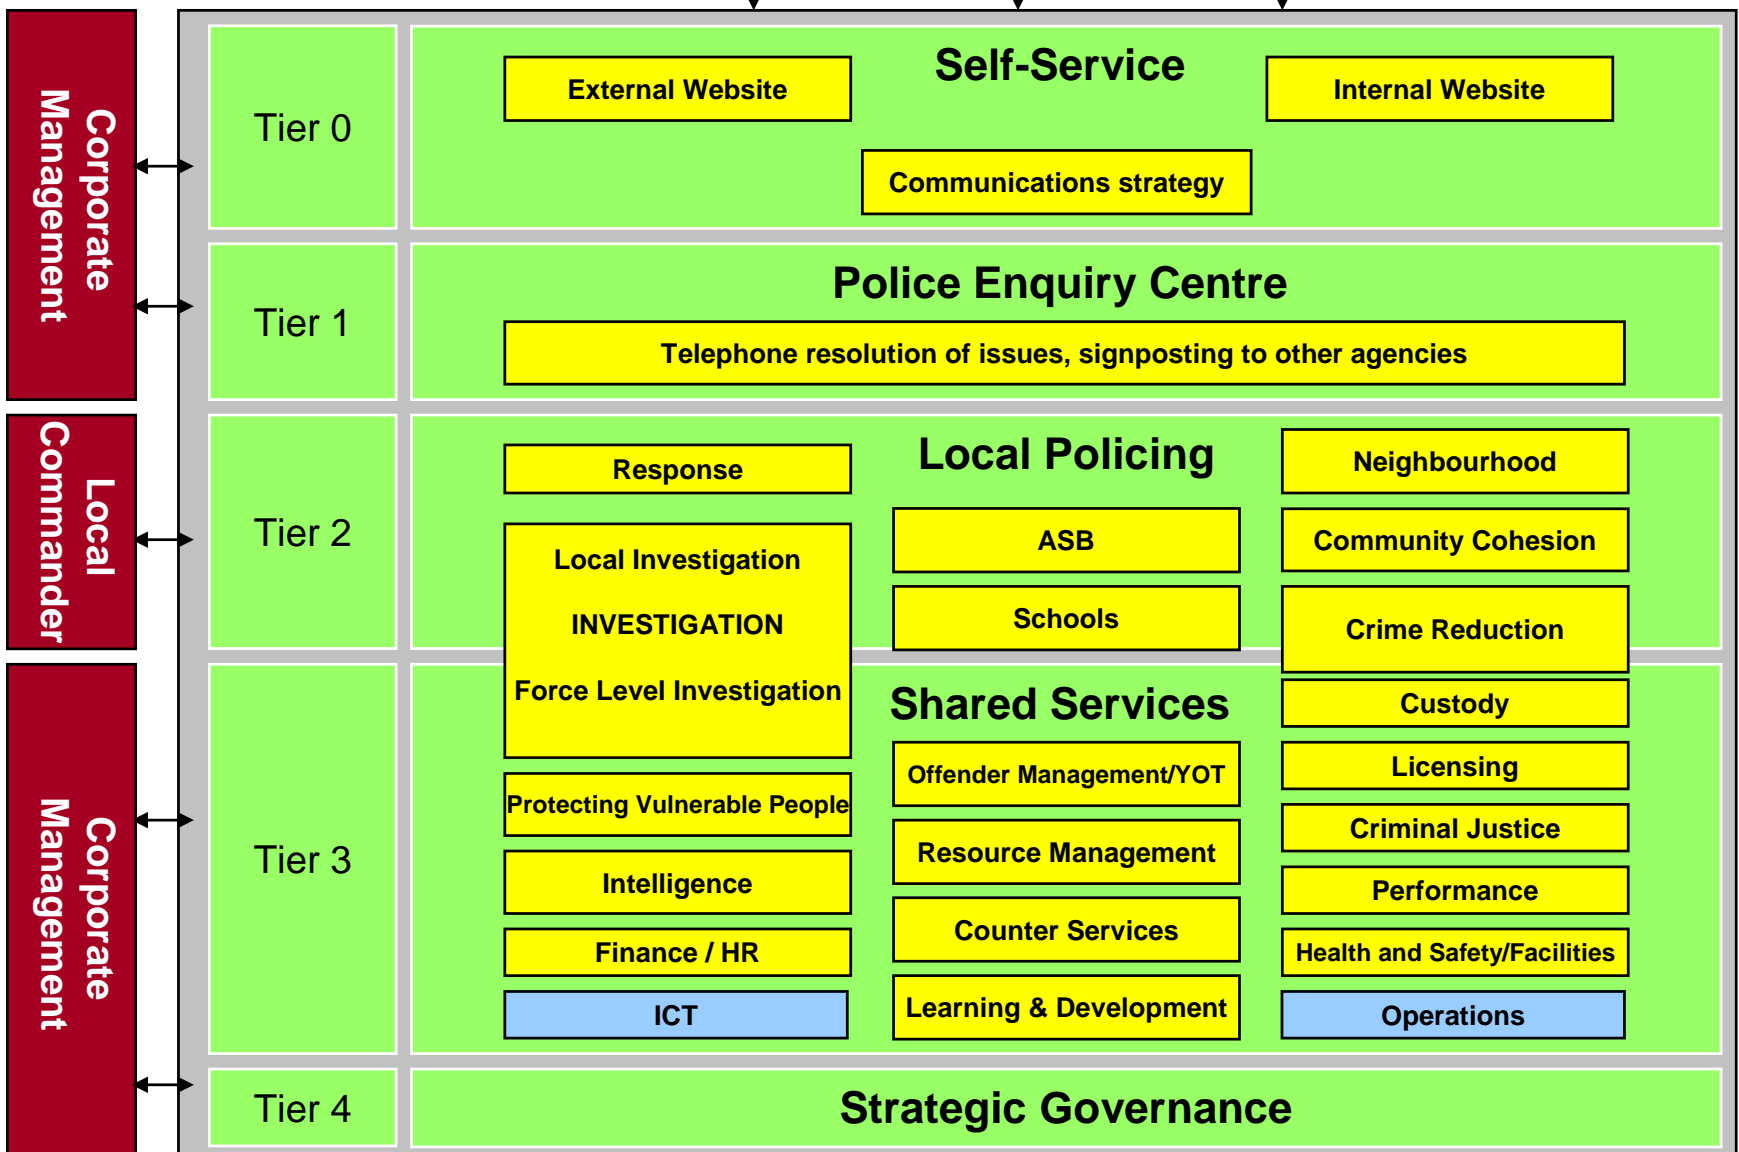 Corporate
Management
Tier 0
Self-Service
External Website
Internal Website
Communications strategy
Tier 1
Police Enquiry Centre
Telephone resolution of issues, signposting to other agencies
Local
Commander
Tier 2
Local Policing
Response
Neighbourhood
Local Investigation
INVESTIGATION
Force Level Investigation
ASB
Community Cohesion
Schools
Crime Reduction
Corporate
Management
Tier 3
Shared Services
Custody
Offender Management/YOT
Licensing
Protecting Vulnerable People
Resource Management
Criminal Justice
Intelligence
Counter Services
Performance
Finance / HR
Health and Safety/Facilities
ICT
Learning & Development
Operations
Tier 4
Strategic Governance